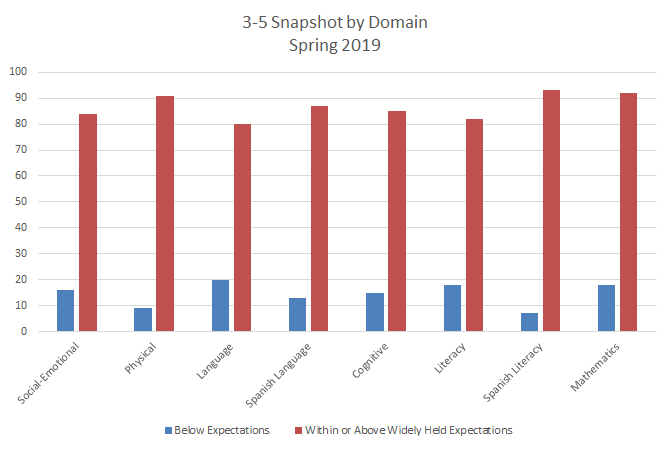 3-5 Snapshot by Domain
Spring 2019
100
90
80
70
60
50
40
30
20
10
0
Social-Emotional
Physical
Language
Spanish Language
Cognitive
Literacy
Spanish Literacy
Mathematics
Below Expectations
Within or Above Widely Held Expectations